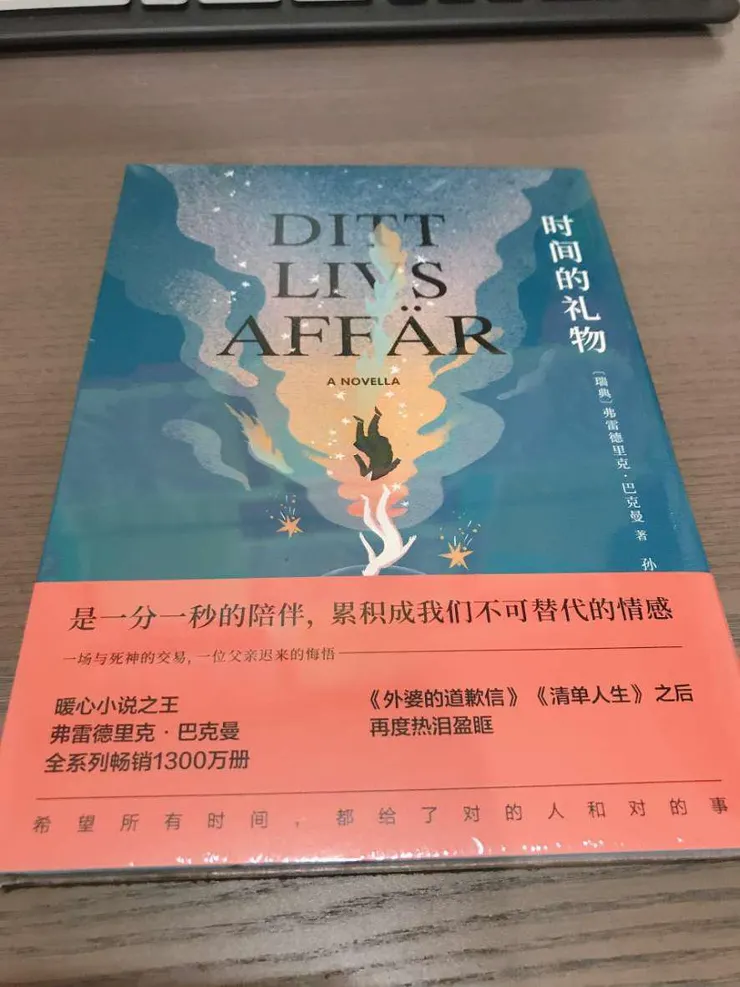 DITT
LIVS
AFFÄR
A NOVELLA
时间的礼物
〔瑞典〕弗雷德里克·巴克曼 著
孙
是一分一秒的陪伴，累积成我们不可替代的情感
一场与死神的交易，一位父亲迟来的悔悟
暖心小说之王
弗雷德里克·巴克曼
全系列畅销1300万册
《外婆的道歉信》《清单人生》之后
再度热泪盈眶
希望所有时间，都给了对的人和对的事